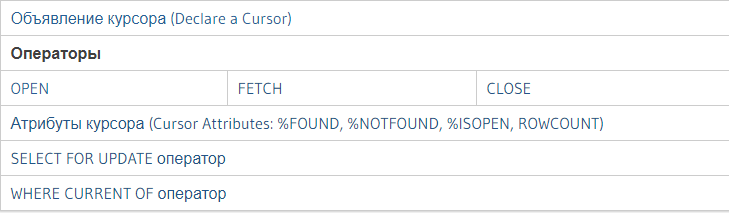 Объявление курсора (Declare a Cursor)
Операторы
OPEN FETCH CLOSE
Атрибуты курсора (Cursor Attributes: %FOUND, %NOTFOUND, %ISOPEN, ROWCOUNT)
SELECT FOR UPDATE оператор
WHERE CURRENT OF оператор